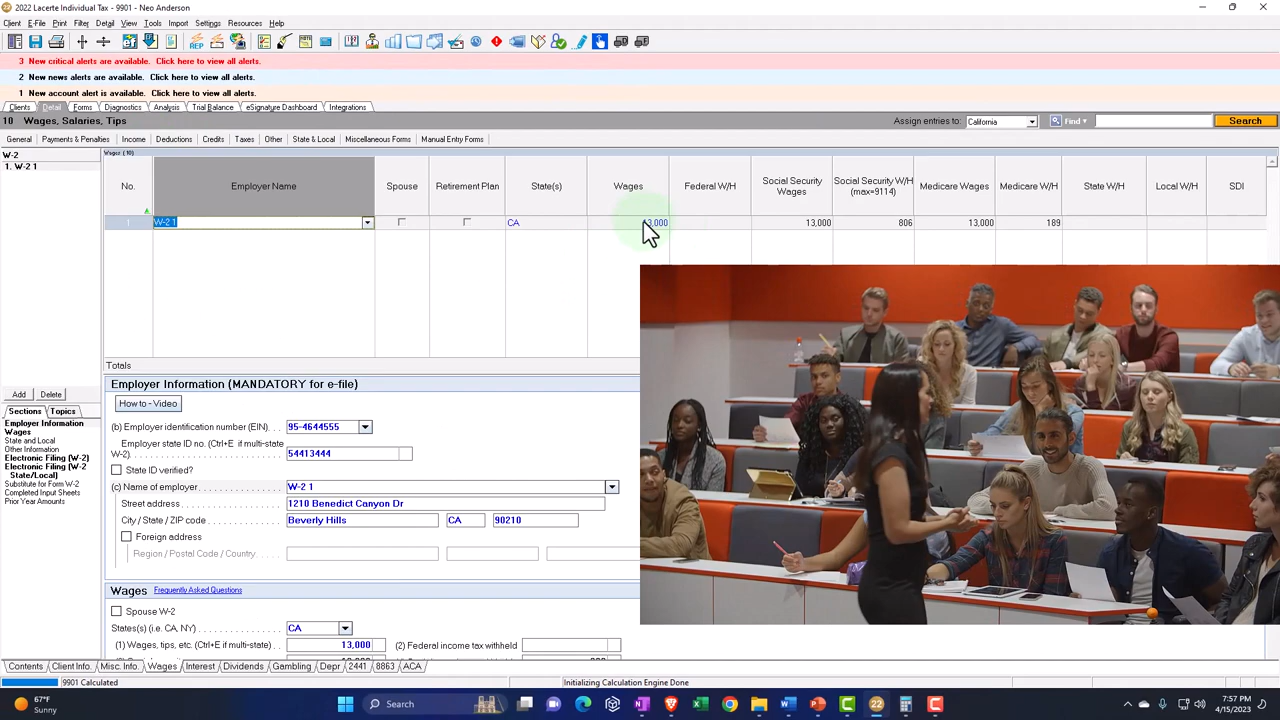 22 2022 Lacerte Individual Tax - 9901 - Neo Anderson
Client E-File Print Filter Detail View Tools Import Settings Resources Help
REP
3 New critical alerts are available. Click here to view all alerts.
2 New news alerts are available. Click here to view all alerts.
1 New account alert is available. Click here to view all alerts.
Clients Detail Forms Diagnostics Analysis Trial Balance eSignature Dashboard Integrations
10 Wages, Salaries, Tips Assign entries to: California Find Search
General Payments & Penalties Income Deductions Credits Taxes Other State & Local Miscellaneous Forms Manual Entry Forms
W-2 Wages (10)
1. W-2 1
No. Employer Name Spouse Retirement Plan State(s) Wages Federal W/H Social Security Wages Social Security W/H (max=9114) Medicare Wages Medicare W/H State W/H Local W/H SDI
1 W-2 1 CA 13,000 13,000 806 13,000 189
Totals
Employer Information (MANDATORY for e-file)
How to - Video
(b) Employer identification number (EIN). . . 95-4644555
Employer state ID no. (Ctrl+E if multi-state
W-2) 54413444
State ID verified?
(c) Name of employer W-2 1
Street address 1210 Benedict Canyon Dr
City / State / ZIP code Beverly Hills CA 90210
Foreign address
Region / Postal Code / Country
Wages Frequently Asked Questions
Spouse W-2
States(s) (i.e. CA, NY) CA
(1) Wages, tips, etc. (Ctrl+E if multi-state) 13,000 (2) Federal income tax withheld
Add Delete
Sections Topics
Employer Information
Wages
State and Local
Other Information
Electronic Filing (W-2)
Electronic Filing (W-2
State/Local)
Substitute for Form W-2
Completed Input Sheets
Prior Year Amounts
Contents Client Info. Misc. Info. Wages Interest Dividends Gambling Depr 2441 8863 ACA
9901 Calculated Initializing Calculation Engine Done
67°F
Sunny
Search
22
7:57 PM
4/15/2023